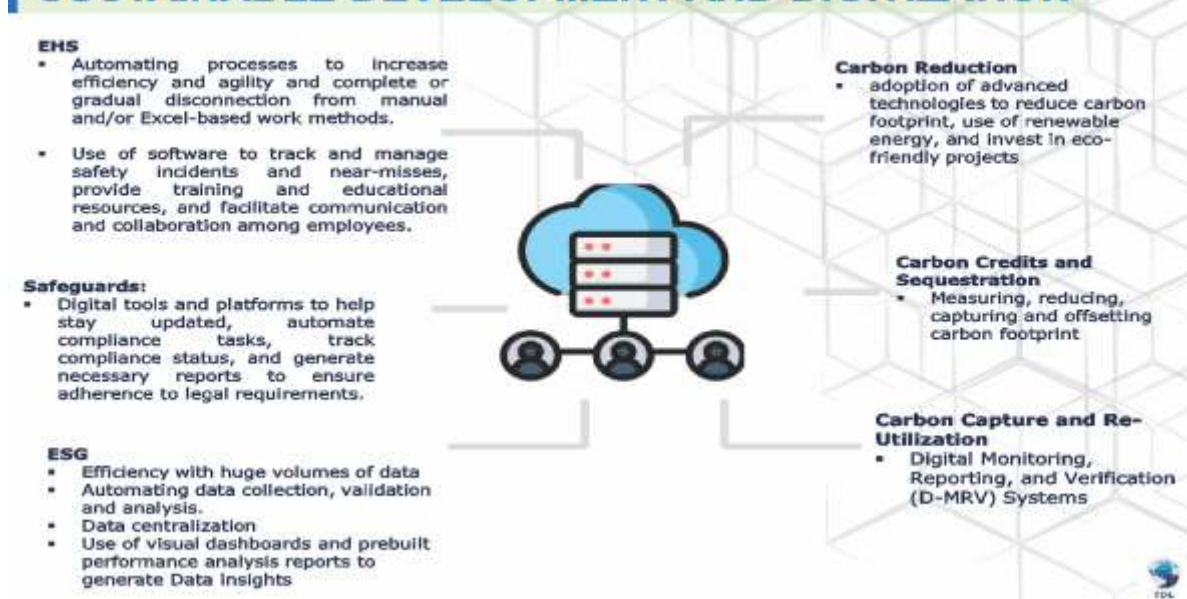 SUSTAINABLE DEVELOPMENT AND DIGITLIZATION
EHS
▪ Automating processes to increase
efficiency and agility and complete or
gradual disconnection from manual
and/or Excel-based work methods.
▪ Use of software to track and manage
safety incidents and near-misses,
provide training and educational
resources, and facilitate communication
and collaboration among employees.
Safeguards:
▪ Digital tools and platforms to help
stay updated, automate
compliance tasks, track
compliance status, and generate
necessary reports to ensure
adherence to legal requirements.
ESG
▪ Efficiency with huge volumes of data
▪ Automating data collection, validation
and analysis.
▪ Data centralization
▪ Use of visual dashboards and prebuilt
performance analysis reports to
generate Data Insights
Carbon Reduction
▪ adoption of advanced
technologies to reduce carbon
footprint, use of renewable
energy, and invest in eco-
friendly projects
Carbon Credits and
Sequestration
▪ Measuring, reducing,
capturing and offsetting
carbon footprint
Carbon Capture and Re-
Utilization
▪ Digital Monitoring,
Reporting, and Verification
(D-MRV) Systems
TDL